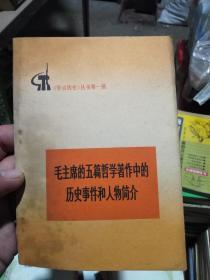 《学点历史》丛书第一辑
毛主席的五篇哲学著作中的
历史事件和人物简介